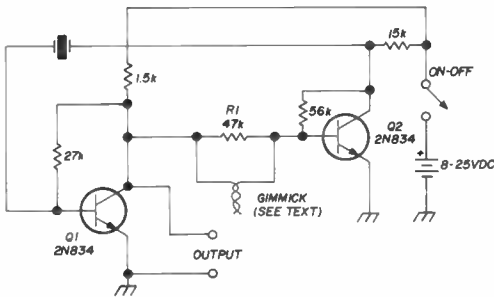 15k
ON-OFF
1.5k
R1
47k
56k
Q2
2N834
27k
8-25VDC
+
GIMMICK
(SEE TEXT)
Q1
2N834
OUTPUT